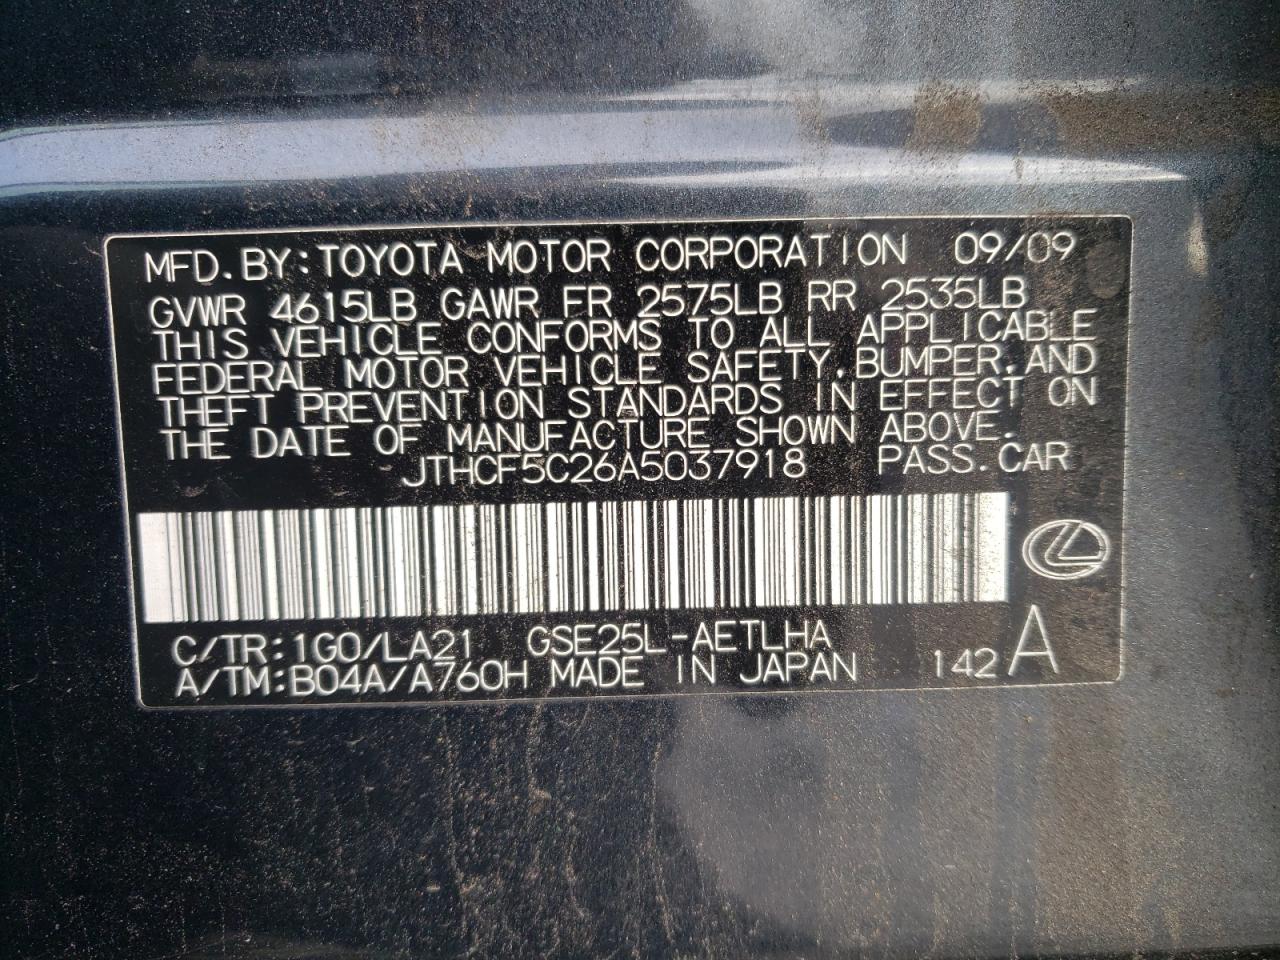 MFD. BY: TOYOTA MOTOR CORPORATION 09/09
GVWR 4615LB GAWR FR 2575LB RR 2535LB
THIS VEHICLE CONFORMS TO ALL APPLICABLE
FEDERAL MOTOR VEHICLE SAFETY, BUMPER, AND
THEFT PREVENTION STANDARDS IN EFFECT ON
THE DATE OF MANUFACTURE SHOWN ABOVE.
JTHCF5C26A5037918 PASS. CAR
C/TR: 1G0/LA21 GSE25L-AETLHA
A/TM: B04A/A760H MADE IN JAPAN 142 A